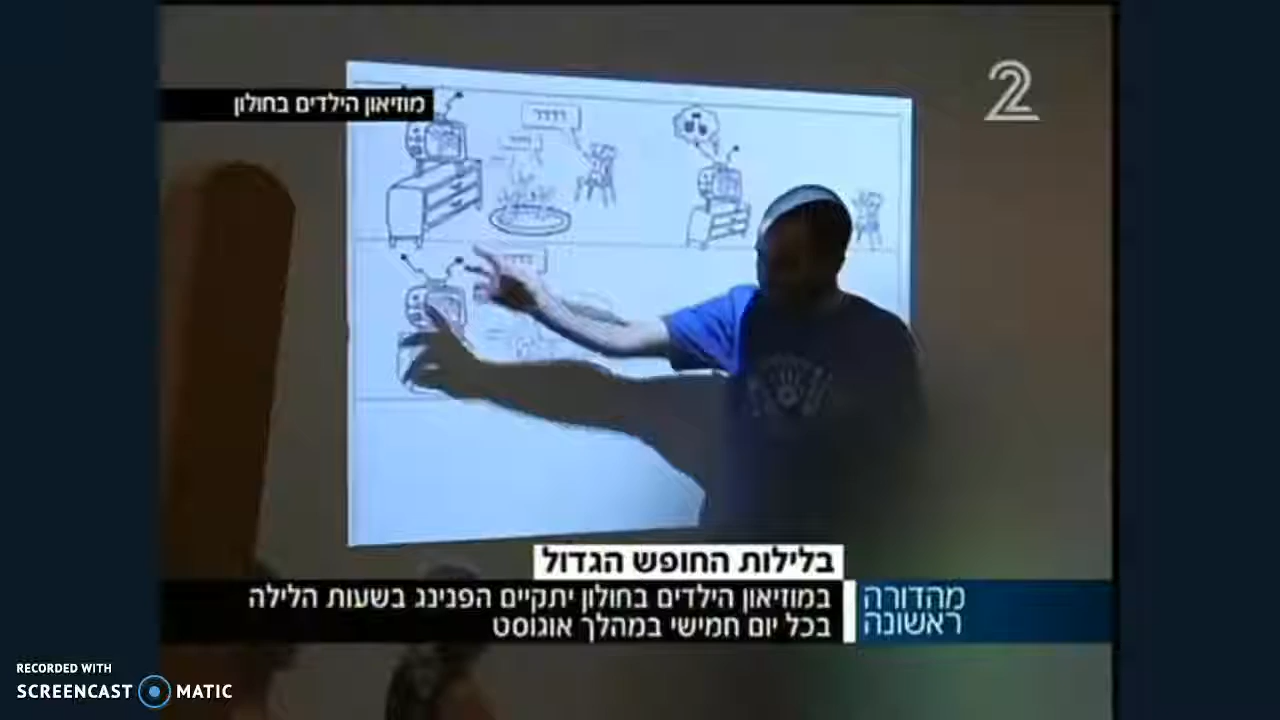 מוזיאון הילדים בחולון
2
דדדד
בלילות החופש הגדול
מהדורה
ראשונה
במוזיאון הילדים בחולון יתקיים הפנינג בשעות הלילה
בכל יום חמישי במהלך אוגוסט
RECORDED WITH
SCREENCAST MATIC